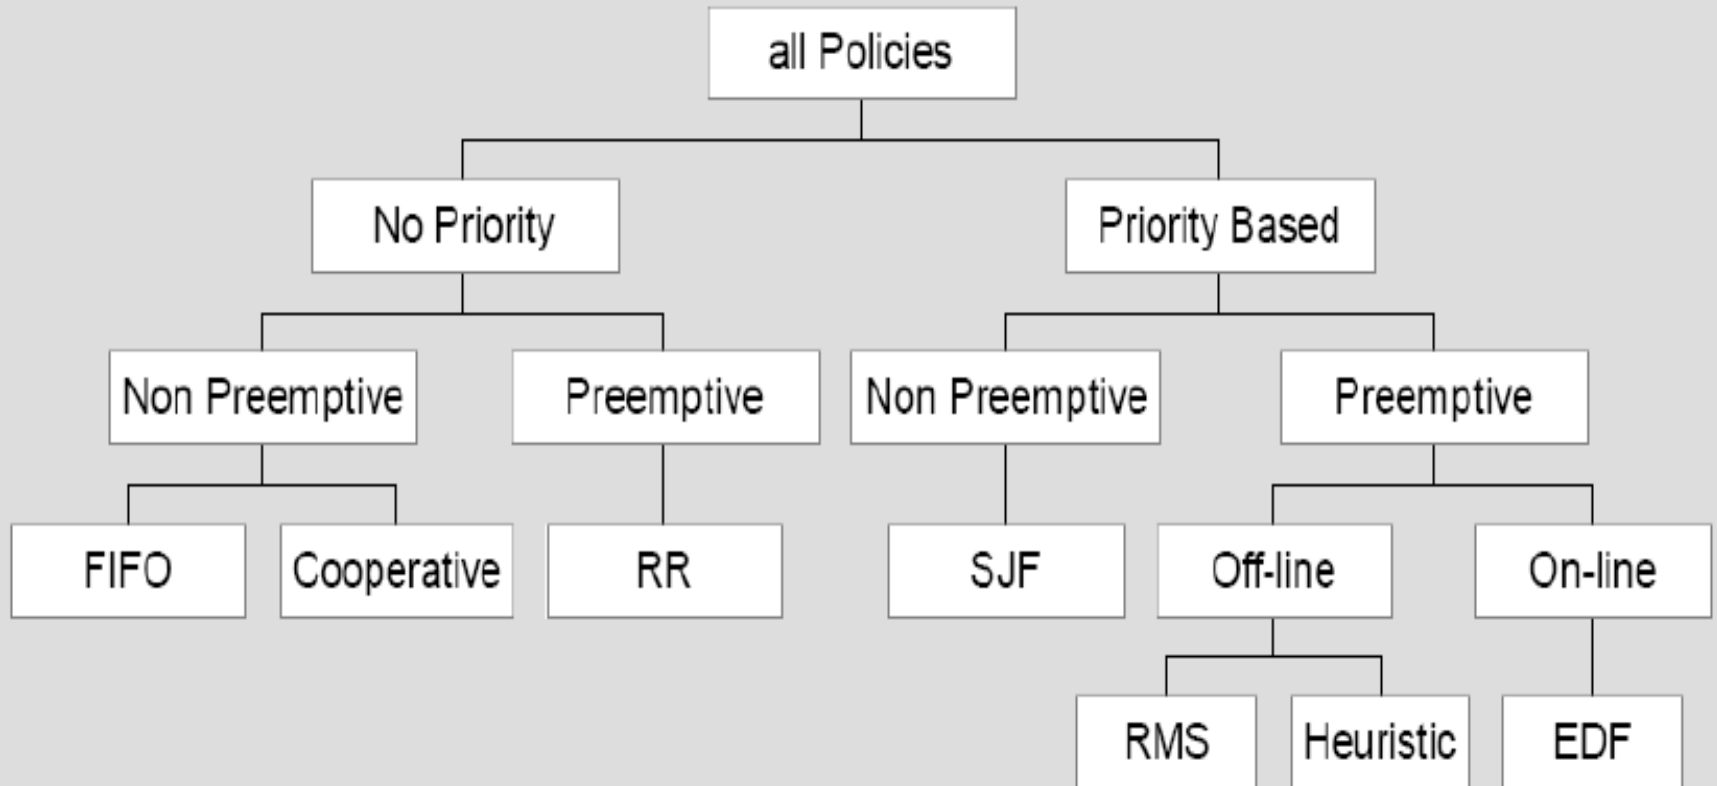 all Policies
No Priority
Priority Based
Non Preemptive
Preemptive
Non Preemptive
Preemptive
FIFO
Cooperative
RR
SJF
Off-line
On-line
RMS
Heuristic
EDF